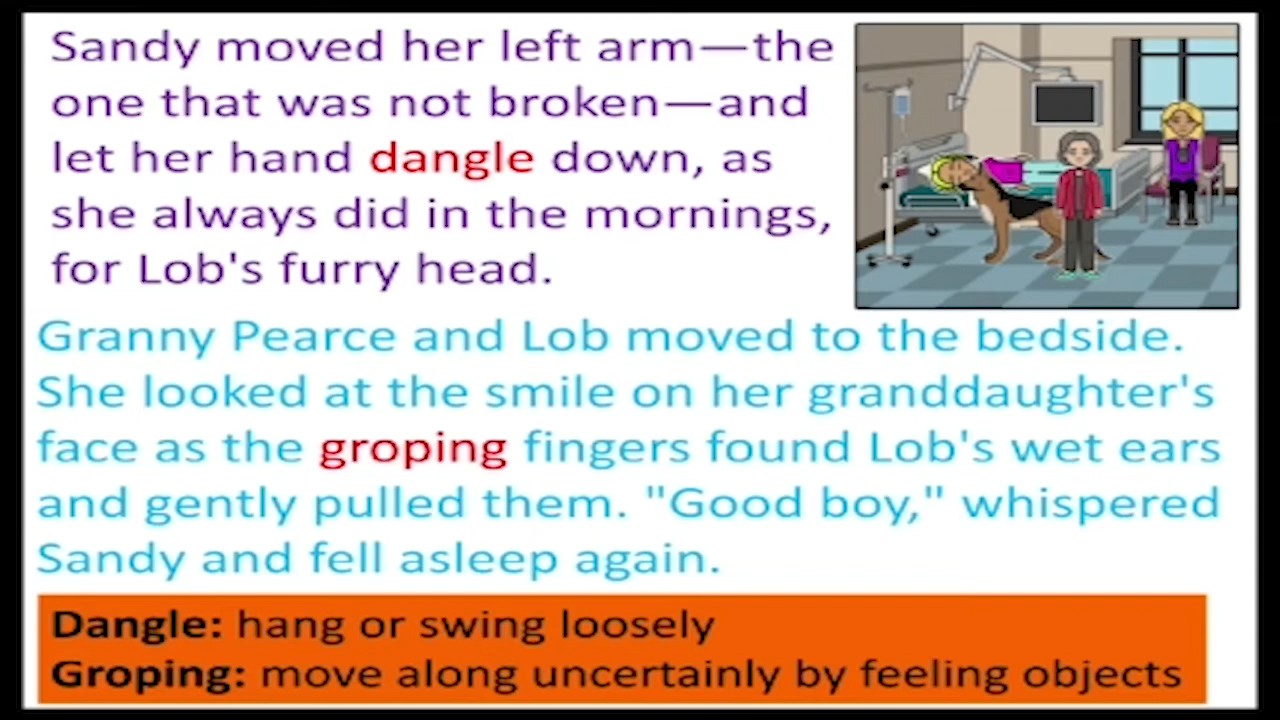 Sandy moved her left arm—the
one that was not broken—and
let her hand dangle down, as
she always did in the mornings,
for Lob's furry head.
Granny Pearce and Lob moved to the bedside.
She looked at the smile on her granddaughter's
face as the groping fingers found Lob's wet ears
and gently pulled them. "Good boy," whispered
Sandy and fell asleep again.
Dangle: hang or swing loosely
Groping: move along uncertainly by feeling objects